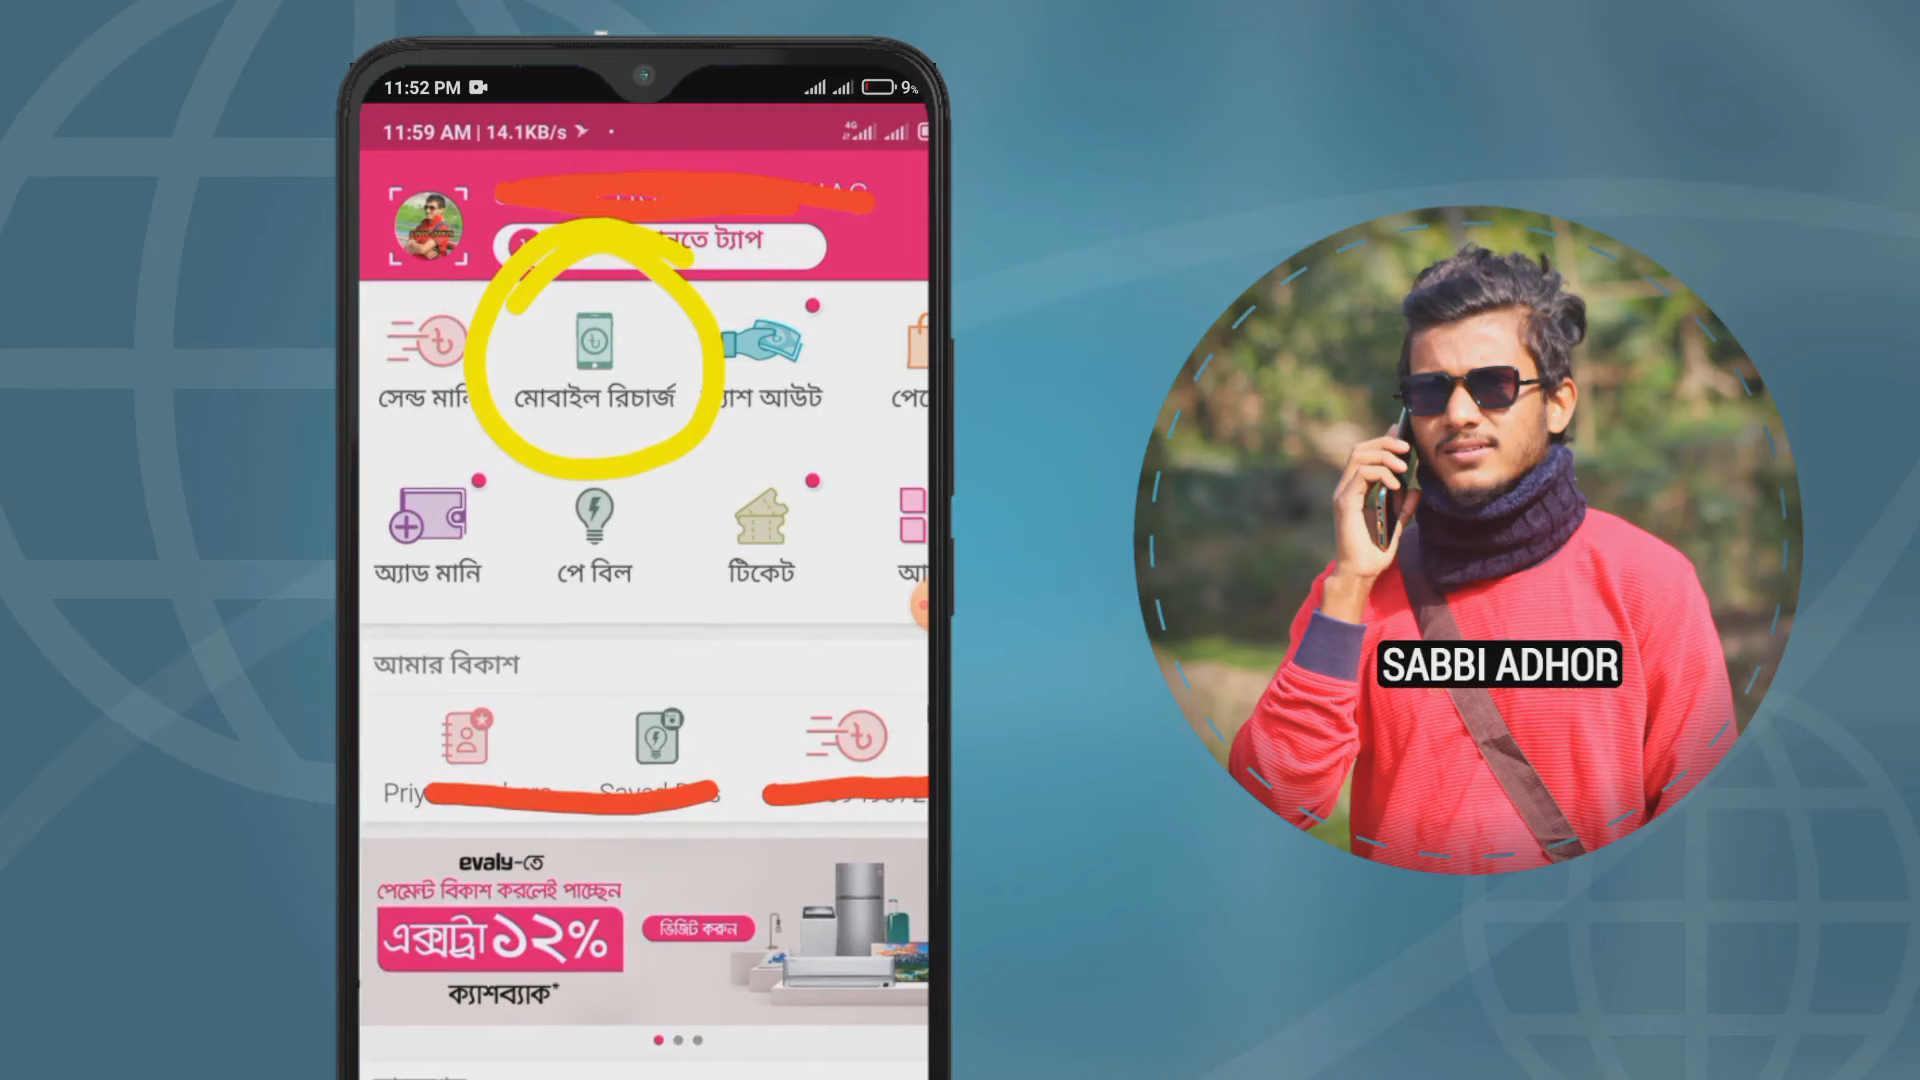 11:52 PM
9%
11:59 AM | 14.1KB/s
4G
ট্যাপ
সেন্ড মানি
মোবাইল রিচার্জ
আউট
অ্যাড মানি
পে বিল
টিকেট
আমার বিকাশ
evaly-তে
পেমেন্ট বিকাশ করলেই পাচ্ছেন
এক্সট্রা ১২%
ক্যাশব্যাক*
ভিজিট করুন
SABBI ADHOR